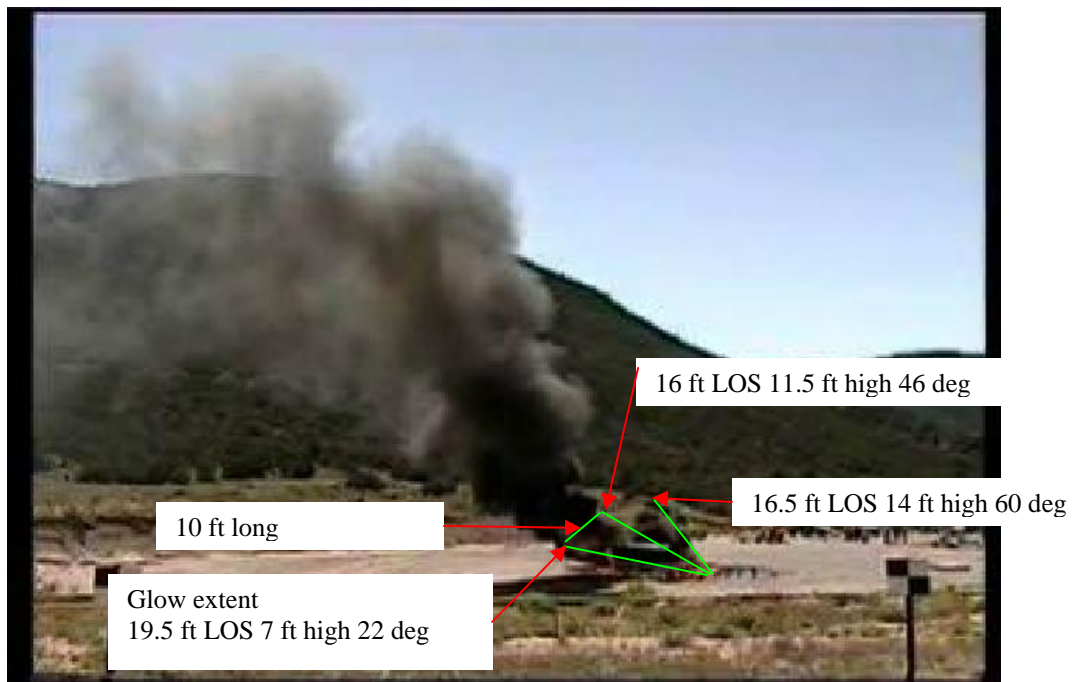 16 ft LOS 11.5 ft high 46 deg
16.5 ft LOS 14 ft high 60 deg
10 ft long
Glow extent
19.5 ft LOS 7 ft high 22 deg